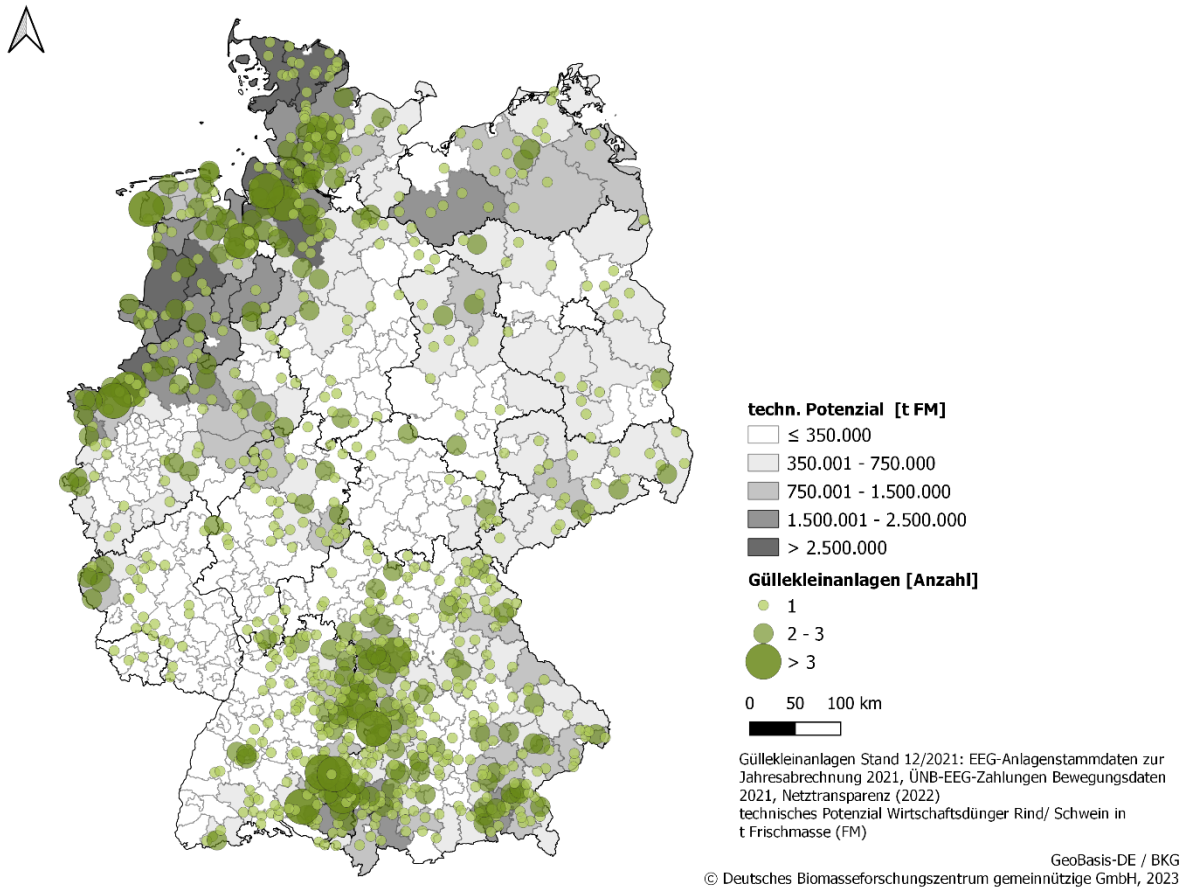 techn. Potenzial [t FM]
≤ 350.000
350.001 - 750.000
750.001 - 1.500.000
1.500.001 - 2.500.000
> 2.500.000
Güllekleinanlagen [Anzahl]
1
2 - 3
> 3
0 50 100 km
Güllekleinanlagen Stand 12/2021: EEG-Anlagenstammdaten zur
Jahresabrechnung 2021, ÜNB-EEG-Zahlungen Bewegungsdaten
2021, Netztransparenz (2022)
technisches Potenzial Wirtschaftsdünger Rind/ Schwein in
t Frischmasse (FM)
GeoBasis-DE / BKG
© Deutsches Biomasseforschungszentrum gemeinnützige GmbH, 2023